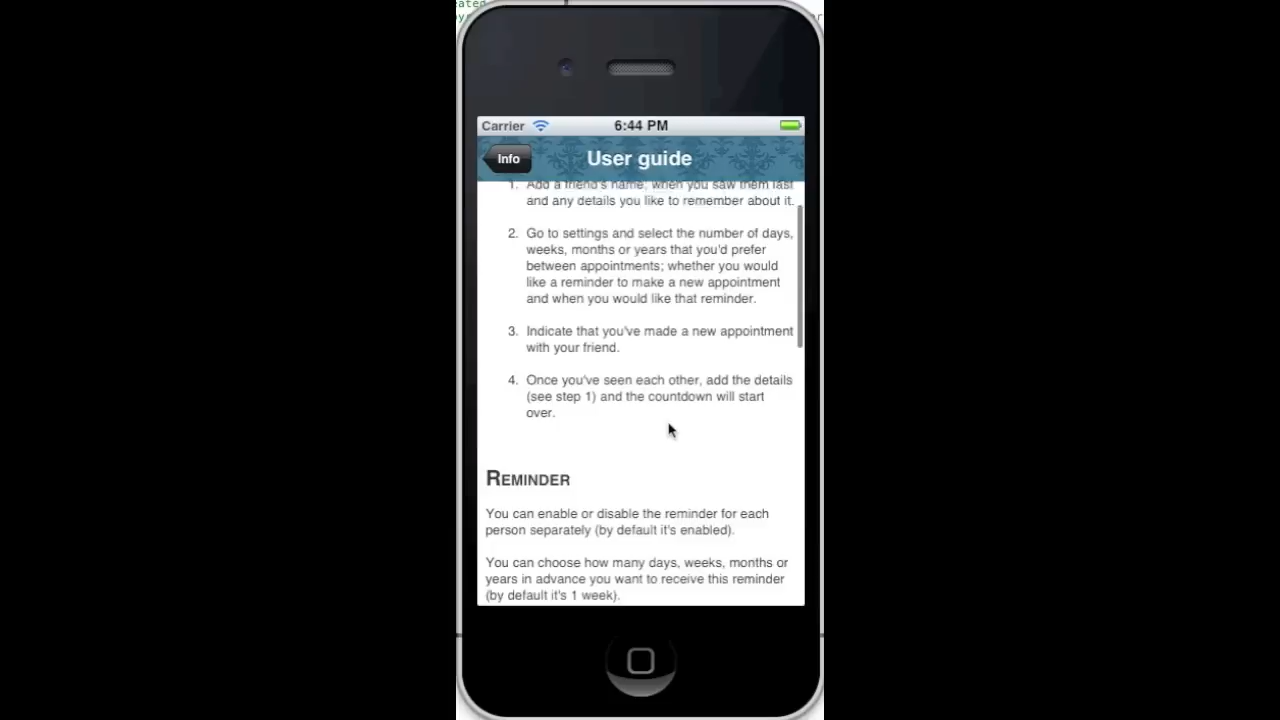 eated
Carrier 6:44 PM
Info User guide
1. Add a friend's name; when you saw them last
and any details you like to remember about it.
2. Go to settings and select the number of days,
weeks, months or years that you'd prefer
between appointments; whether you would
like a reminder to make a new appointment
and when you would like that reminder.
3. Indicate that you've made a new appointment
with your friend.
4. Once you've seen each other, add the details
(see step 1) and the countdown will start
over.
REMINDER
You can enable or disable the reminder for each
person separately (by default it's enabled).
You can choose how many days, weeks, months or
years in advance you want to receive this reminder
(by default it's 1 week).